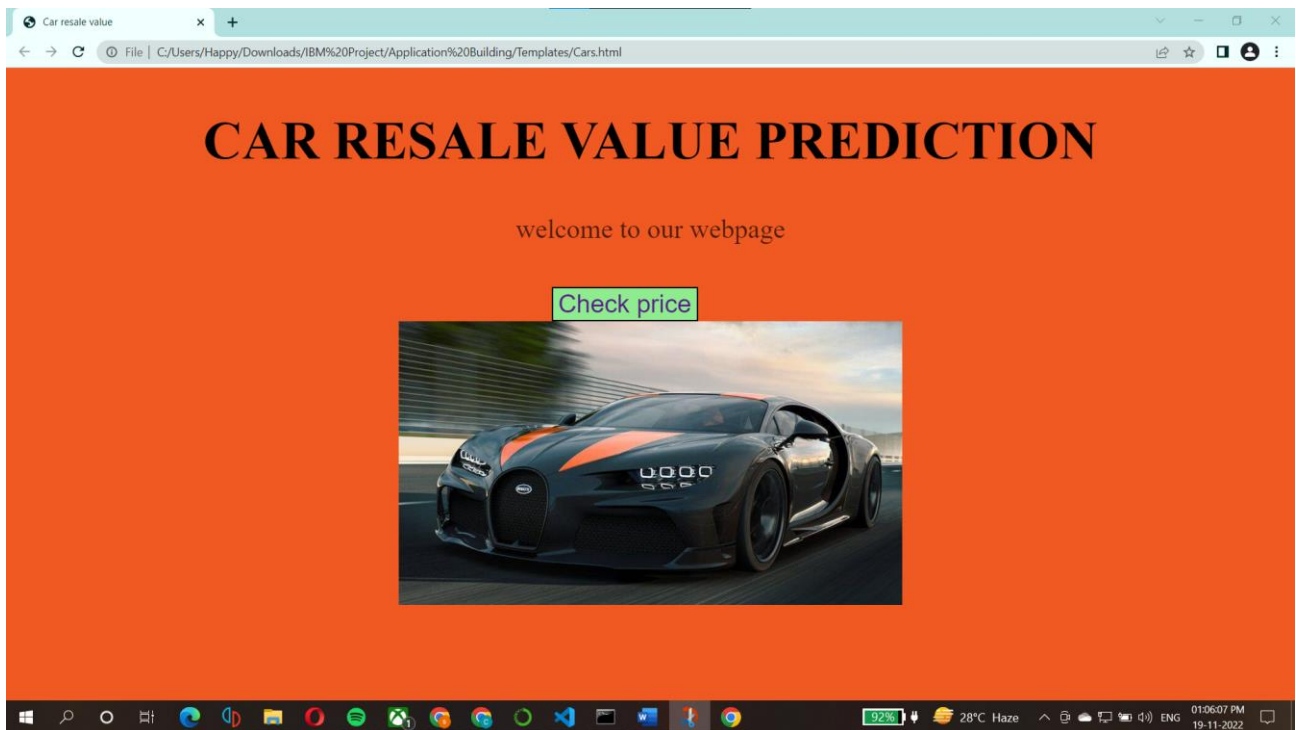 Car resale value
File | C:/Users/Happy/Downloads/IBM%20Project/Application%20Building/Templates/Cars.html
CAR RESALE VALUE PREDICTION
welcome to our webpage
Check price
92% 28°C Haze ENG 01:06:07 PM
19-11-2022